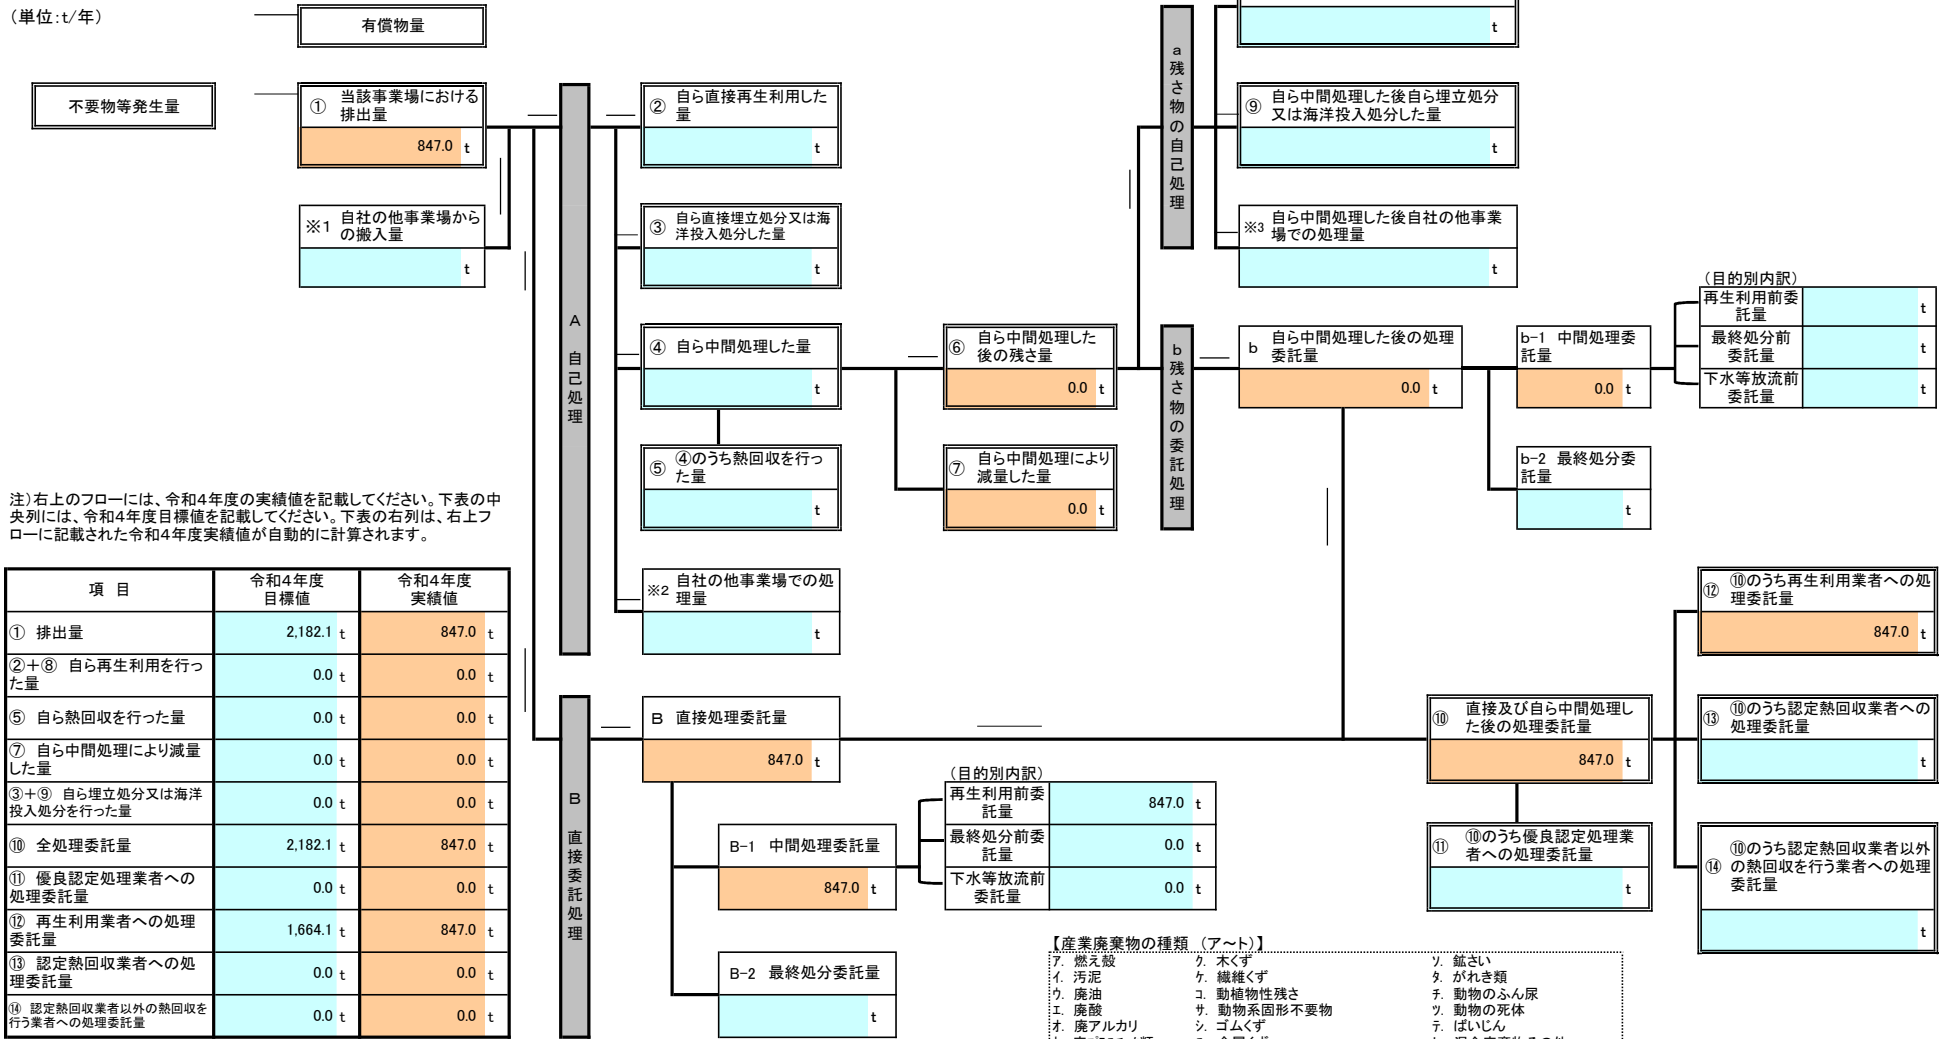 （単位：t/年）
有償物量
t
不要物等発生量
① 当該事業場における
排出量
847.0 t
※1 自社の他事業場から
の搬入量
t
A 自己処理
② 自ら直接再生利用した
量
t
③ 自ら直接埋立処分又は海
洋投入処分した量
t
④ 自ら中間処理した量
t
⑤ ④のうち熱回収を行っ
た量
t
※2 自社の他事業場での処
理量
t
⑥ 自ら中間処理した
後の残さ量
0.0 t
⑦ 自ら中間処理により
減量した量
0.0 t
a 残さ物の自己処理
⑨ 自ら中間処理した後自ら埋立処分
又は海洋投入処分した量
t
※3 自ら中間処理した後自社の他事業
場での処理量
t
b 残さ物の委託処理
b 自ら中間処理した後の処理
委託量
0.0 t
b-1 中間処理委
託量
0.0 t
b-2 最終処分委
託量
t
（目的別内訳）
再生利用前委
託量
t
最終処分前
委託量
t
下水等放流前
委託量
t
注）右上のフローには、令和４年度の実績値を記載してください。下表の中
央列には、令和４年度目標値を記載してください。下表の右列は、右上フ
ローに記載された令和４年度実績値が自動的に計算されます。
項 目
令和４年度
目標値
令和４年度
実績値
① 排出量
2,182.1 t
847.0 t
②＋⑧ 自ら再生利用を行っ
た量
0.0 t
0.0 t
⑤ 自ら熱回収を行った量
0.0 t
0.0 t
⑦ 自ら中間処理により減量
した量
0.0 t
0.0 t
③＋⑨ 自ら埋立処分又は海洋
投入処分を行った量
0.0 t
0.0 t
⑩ 全処理委託量
2,182.1 t
847.0 t
⑪ 優良認定処理業者への
処理委託量
0.0 t
0.0 t
⑫ 再生利用業者への処理
委託量
1,664.1 t
847.0 t
⑬ 認定熱回収業者への処
理委託量
0.0 t
0.0 t
⑭ 認定熱回収業者以外の熱回収を
行う業者への処理委託量
0.0 t
0.0 t
B 直接委託処理
B 直接処理委託量
847.0 t
B-1 中間処理委託量
847.0 t
B-2 最終処分委託量
t
（目的別内訳）
再生利用前委
託量
847.0 t
最終処分前委
託量
0.0 t
下水等放流前
委託量
0.0 t
⑩ 直接及び自ら中間処理し
た後の処理委託量
847.0 t
⑪ ⑩のうち優良認定処理業
者への処理委託量
t
⑫ ⑩のうち再生利用業者への処
理委託量
847.0 t
⑬ ⑩のうち認定熱回収業者への
処理委託量
t
⑭ ⑩のうち認定熱回収業者以外
の熱回収を行う業者への処理
委託量
t
【産業廃棄物の種類 （ア～ト）】
ア. 燃え殻 ク. 木くず ソ. 鉱さい
イ. 汚泥 ケ. 繊維くず タ. がれき類
ウ. 廃油 コ. 動植物性残さ チ. 動物のふん尿
エ. 廃酸 サ. 動物系固形不要物 ツ. 動物の死体
オ. 廃アルカリ シ. ゴムくず テ. ばいじん